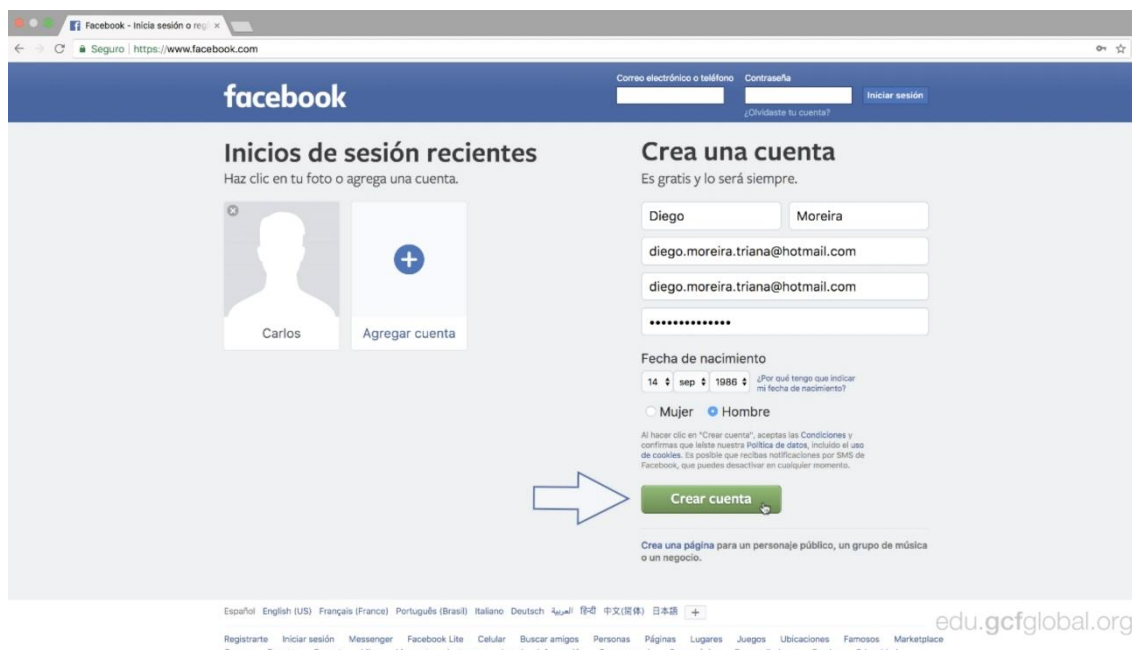 Facebook - Inicia sesión o reg
Seguro | https://www.facebook.com
facebook
Correo electrónico o teléfono
Contraseña
Iniciar sesión
¿Olvidaste tu cuenta?
Inicios de sesión recientes
Haz clic en tu foto o agrega una cuenta.
Carlos
Agregar cuenta
Crea una cuenta
Es gratis y lo será siempre.
Diego Moreira
diego.moreira.triana@hotmail.com
diego.moreira.triana@hotmail.com
••••••••••••••
Fecha de nacimiento
14 sep 1986
¿Por qué tengo que indicar
mi fecha de nacimiento?
Mujer Hombre
Al hacer clic en "Crear cuenta", aceptas las Condiciones y
confirmas que leíste nuestra Política de datos, incluido el uso
de cookies. Es posible que recibas notificaciones por SMS de
Facebook, que puedes desactivar en cualquier momento.
Crear cuenta
Crea una página para un personaje público, un grupo de música
o un negocio.
Español English (US) Français (France) Português (Brasil) Italiano Deutsch العربية हिन्दी 中文(简体) 日本語 +
edu.gcfglobal.org
Registrarte Iniciar sesión Messenger Facebook Lite Celular Buscar amigos Personas Páginas Lugares Juegos Ubicaciones Famosos Marketplace